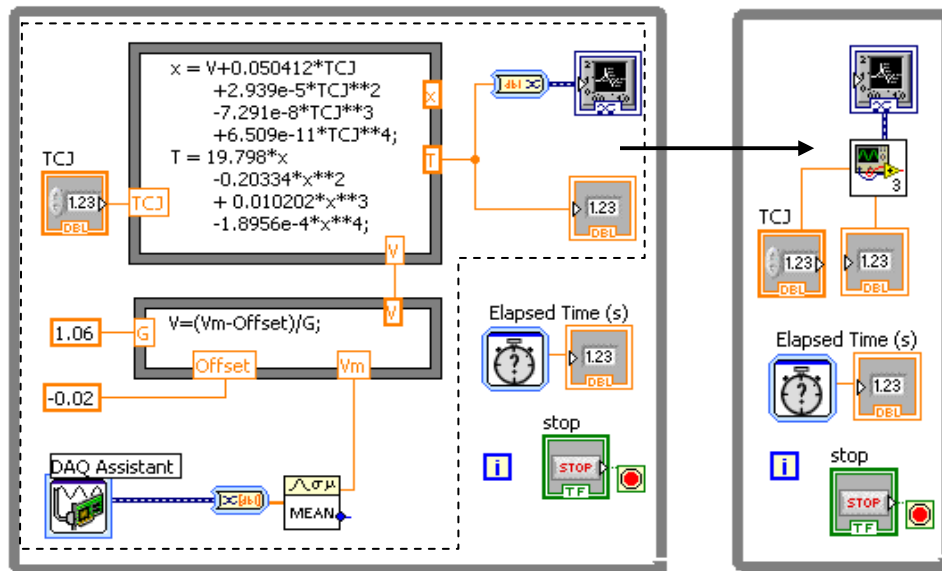 x = V+0.050412*TCJ
+2.939e-5*TCJ**2
-7.291e-8*TCJ**3
+6.509e-11*TCJ**4;
T = 19.798*x
-0.20334*x**2
+ 0.010202*x**3
-1.8956e-4*x**4;
x
T
TCJ
1.23
DBL
TCJ
V
dbl
1.23
DBL
V
V=(Vm-Offset)/G;
G
1.06
Offset
Vm
-0.02
Elapsed Time (s)
?
1.23
DBL
DAQ Assistant
dbl
σμ
MEAN
i
stop
STOP
TF
3
TCJ
1.23
DBL
1.23
DBL
Elapsed Time (s)
?
1.23
DBL
i
stop
STOP
TF